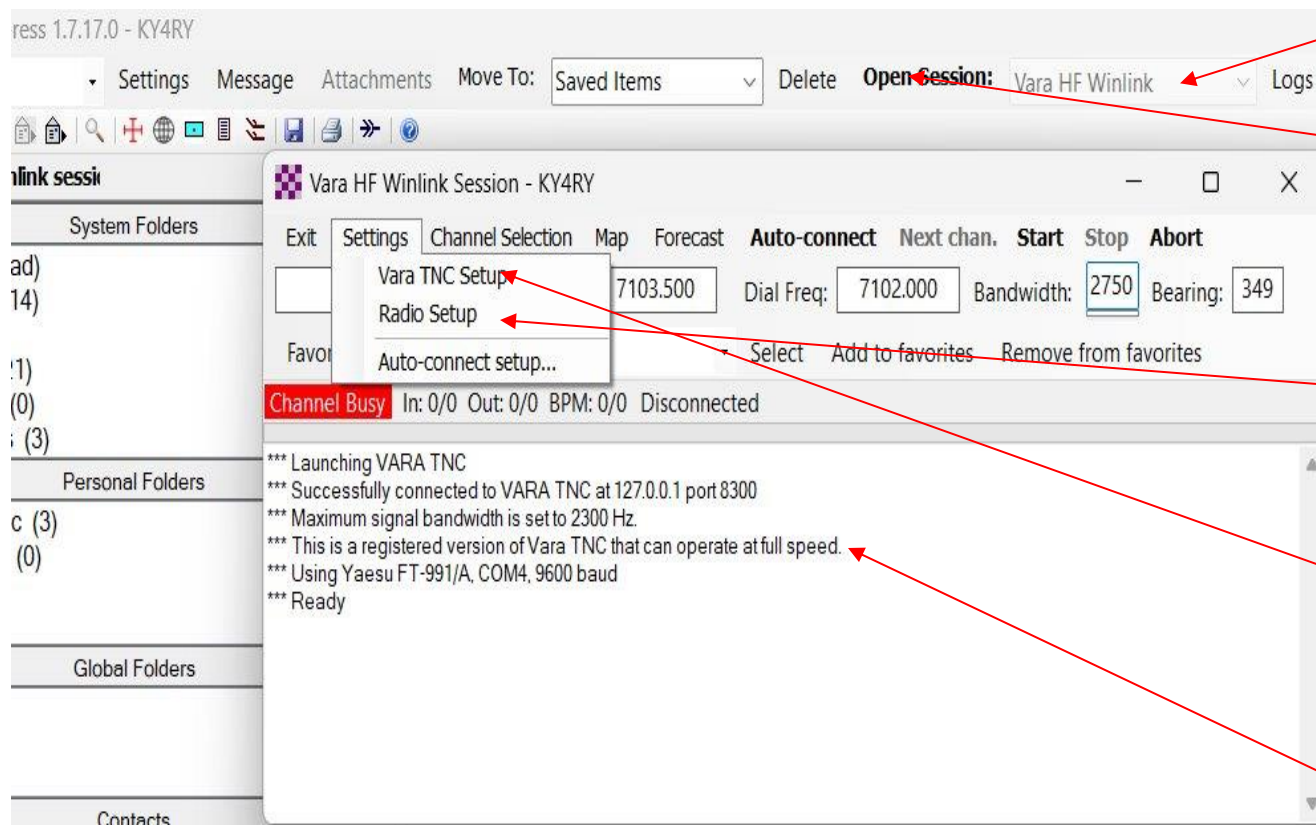 ress 1.7.17.0 - KY4RY
Settings Message Attachments Move To: Saved Items Delete Open Session: Vara HF Winlink Logs
nlink sessi
Vara HF Winlink Session - KY4RY
System Folders
Exit Settings Channel Selection Map Forecast Auto-connect Next chan. Start Stop Abort
ad)
Vara TNC Setup
7103.500 Dial Freq: 7102.000 Bandwidth: 2750 Bearing: 349
14)
Radio Setup
Favor
Select Add to favorites Remove from favorites
Auto-connect setup...
21)
(0)
Channel Busy In: 0/0 Out: 0/0 BPM: 0/0 Disconnected
s (3)
*** Launching VARA TNC
Personal Folders
*** Successfully connected to VARA TNC at 127.0.0.1 port 8300
*** Maximum signal bandwidth is set to 2300 Hz.
c (3)
*** This is a registered version of Vara TNC that can operate at full speed.
(0)
*** Using Yaesu FT-991/A, COM4, 9600 baud
*** Ready
Global Folders
Contacts